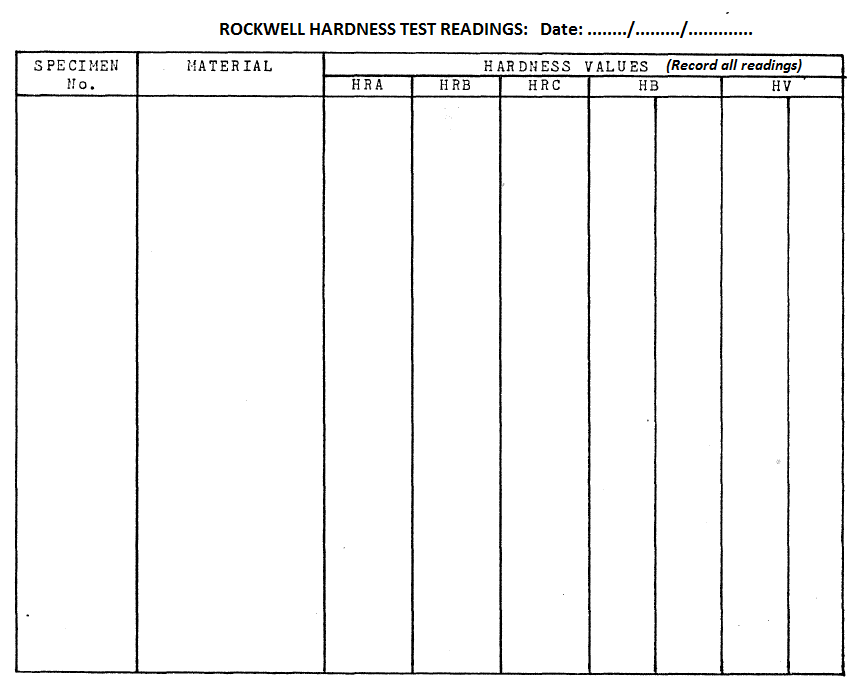 ROCKWELL HARDNESS TEST READINGS: Date: ......../........./.............
SPECIMEN No.
MATERIAL
HARDNESS VALUES (Record all readings)
HRA HRB HRC HB HV